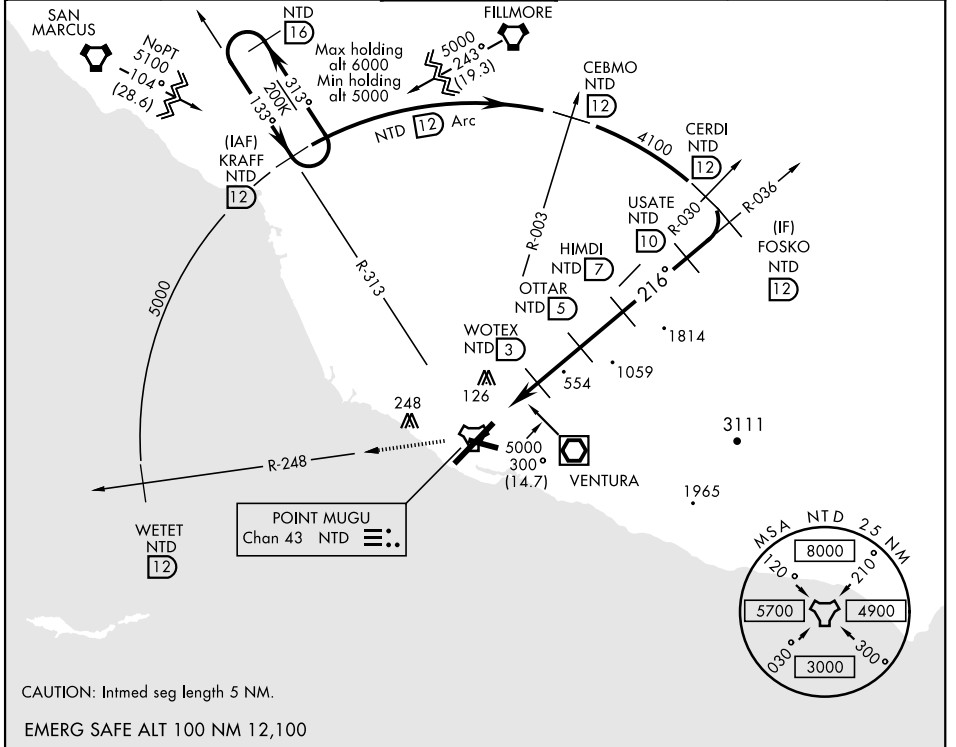 SAN
MARCUS
NoPT
5100
104°
(28.6)
NTD
16
Max holding
alt 6000
Min holding
alt 5000
313°
200K
133°
FILLMORE
5000
243°
(19.3)
CEBMO
NTD
12
NTD 12 Arc
4100
CERDI
NTD
12
(IAF)
KRAFF
NTD
12
R-003
R-030
R-036
USATE
NTD
10
(IF)
FOSKO
NTD
12
HIMDI
NTD 7
216°
OTTAR
NTD 5
R-313
5000
WOTEX
NTD 3
1814
1059
554
126
248
3111
5000
300°
(14.7)
VENTURA
R-248
1965
POINT MUGU
Chan 43 NTD
WETET
NTD
12
MSA NTD 25 NM
8000
120°
210°
5700
4900
030°
300°
3000
CAUTION: Intmed seg length 5 NM.
EMERG SAFE ALT 100 NM 12,100